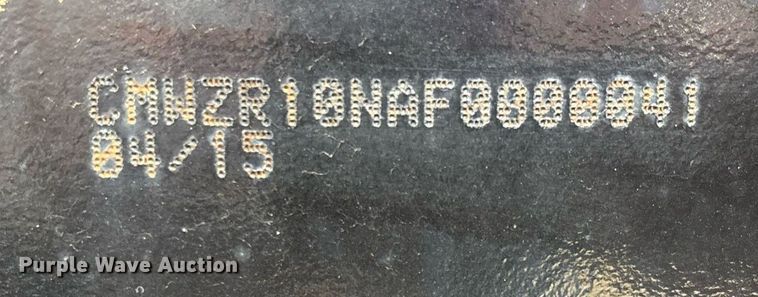 CMWZR10NAF0000041
04/15
Purple Wave Auction